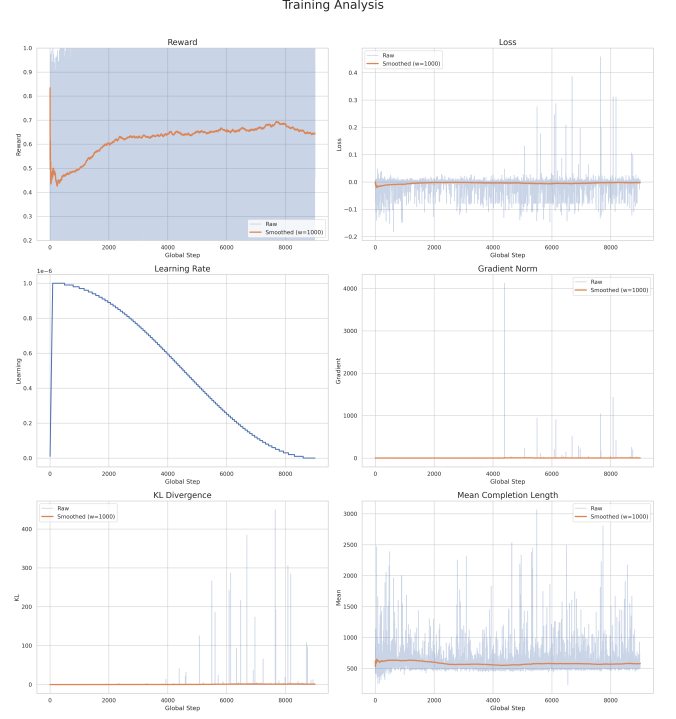 Training Analysis
Reward
1.0
0.9
0.8
0.7
0.6
0.5
0.4
0.3
0.2
Reward
Raw
Smoothed (w=1000)
0
2000
4000
6000
8000
Global Step
Loss
Raw
Smoothed (w=1000)
0.4
0.3
0.2
0.1
0.0
−0.1
−0.2
Loss
0
2000
4000
6000
8000
Global Step
Learning Rate
1e−6
1.0
0.8
0.6
0.4
0.2
0.0
Learning
0
2000
4000
6000
8000
Global Step
Gradient Norm
Raw
Smoothed (w=1000)
4000
3000
2000
1000
0
Gradient
0
2000
4000
6000
8000
Global Step
KL Divergence
Raw
Smoothed (w=1000)
400
300
200
100
0
KL
0
2000
4000
6000
8000
Global Step
Mean Completion Length
Raw
Smoothed (w=1000)
3000
2500
2000
1500
1000
500
Mean
0
2000
4000
6000
8000
Global Step